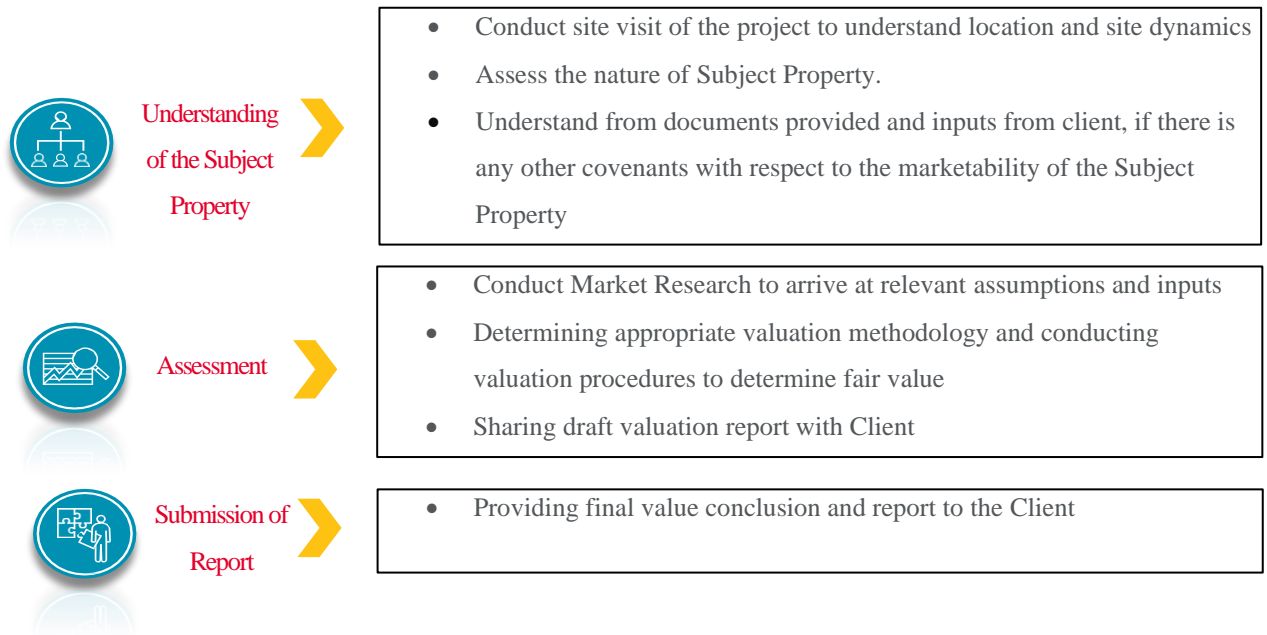 Understanding
of the Subject
Property
• Conduct site visit of the project to understand location and site dynamics
• Assess the nature of Subject Property.
• Understand from documents provided and inputs from client, if there is
any other covenants with respect to the marketability of the Subject
Property
Assessment
• Conduct Market Research to arrive at relevant assumptions and inputs
• Determining appropriate valuation methodology and conducting
valuation procedures to determine fair value
• Sharing draft valuation report with Client
Submission of
Report
• Providing final value conclusion and report to the Client